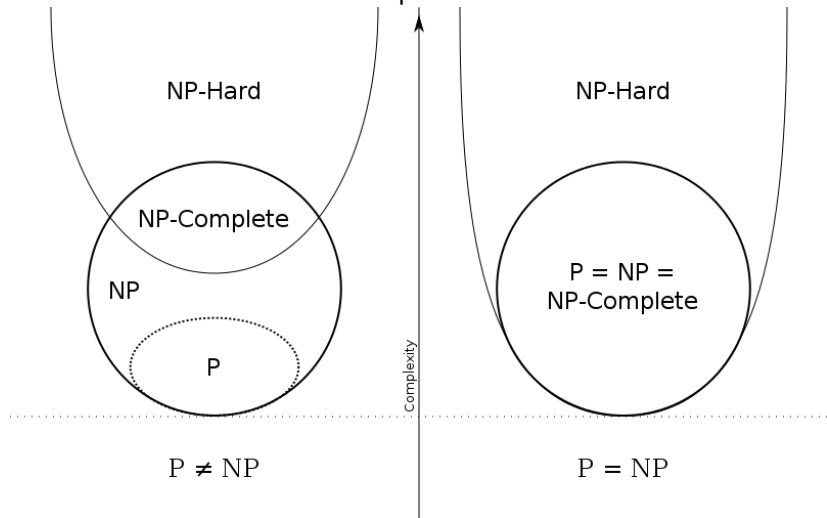 NP-Hard
NP-Complete
NP
P
P ≠ NP
Complexity
NP-Hard
P = NP =
NP-Complete
P = NP